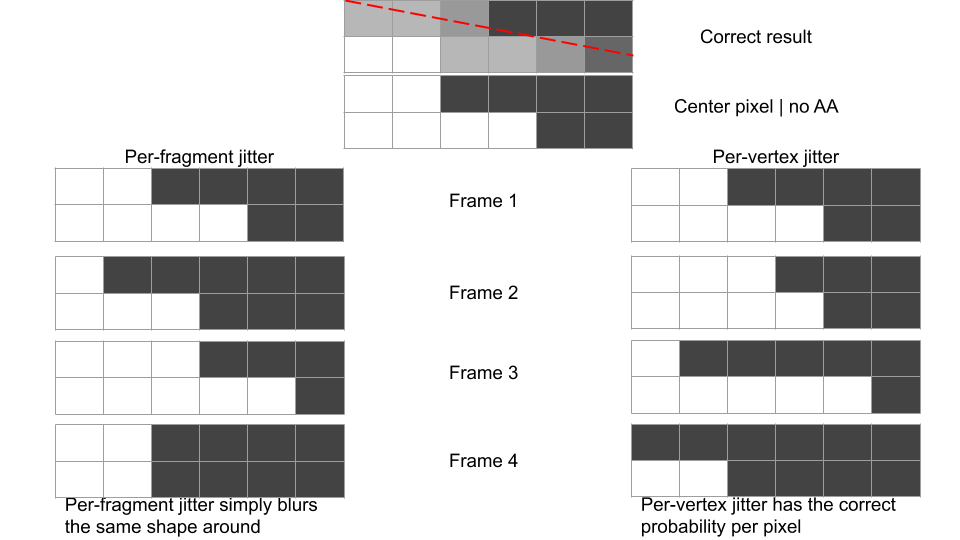 Correct result
Center pixel | no AA
Per-fragment jitter
Per-vertex jitter
Frame 1
Frame 2
Frame 3
Frame 4
Per-fragment jitter simply blurs
the same shape around
Per-vertex jitter has the correct
probability per pixel